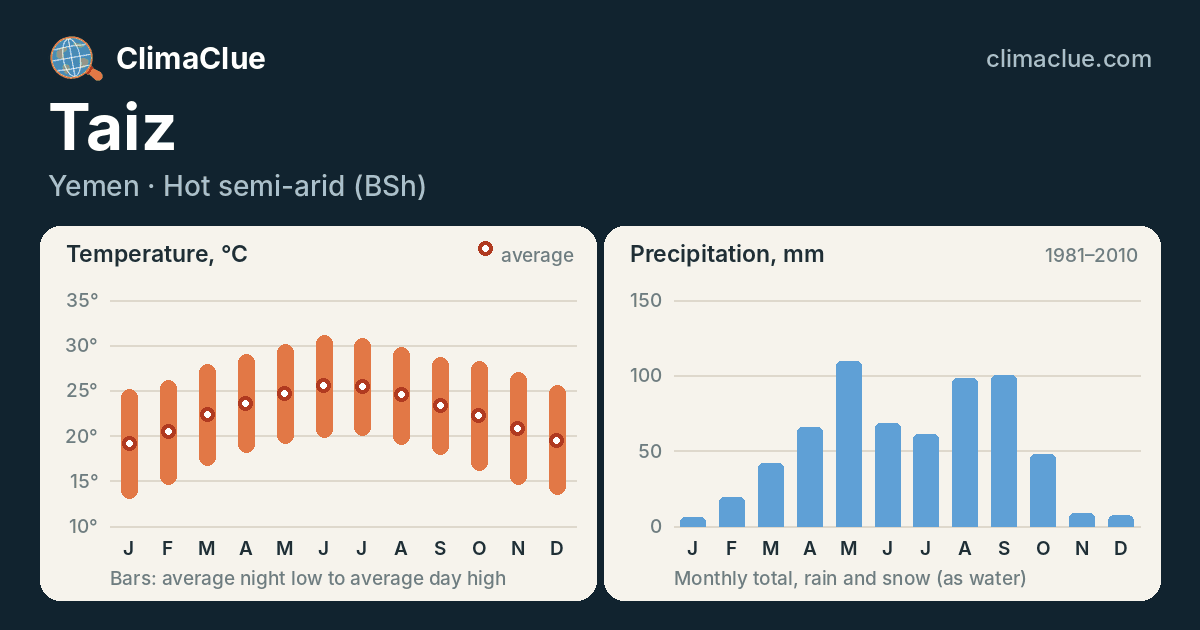 ClimaClue
climaclue.com
Taiz
Yemen · Hot semi-arid (BSh)
Temperature, °C
average
35°
30°
25°
20°
15°
10°
J F M A M J J A S O N D
Bars: average night low to average day high
Precipitation, mm
1981–2010
150
100
50
0
J F M A M J J A S O N D
Monthly total, rain and snow (as water)